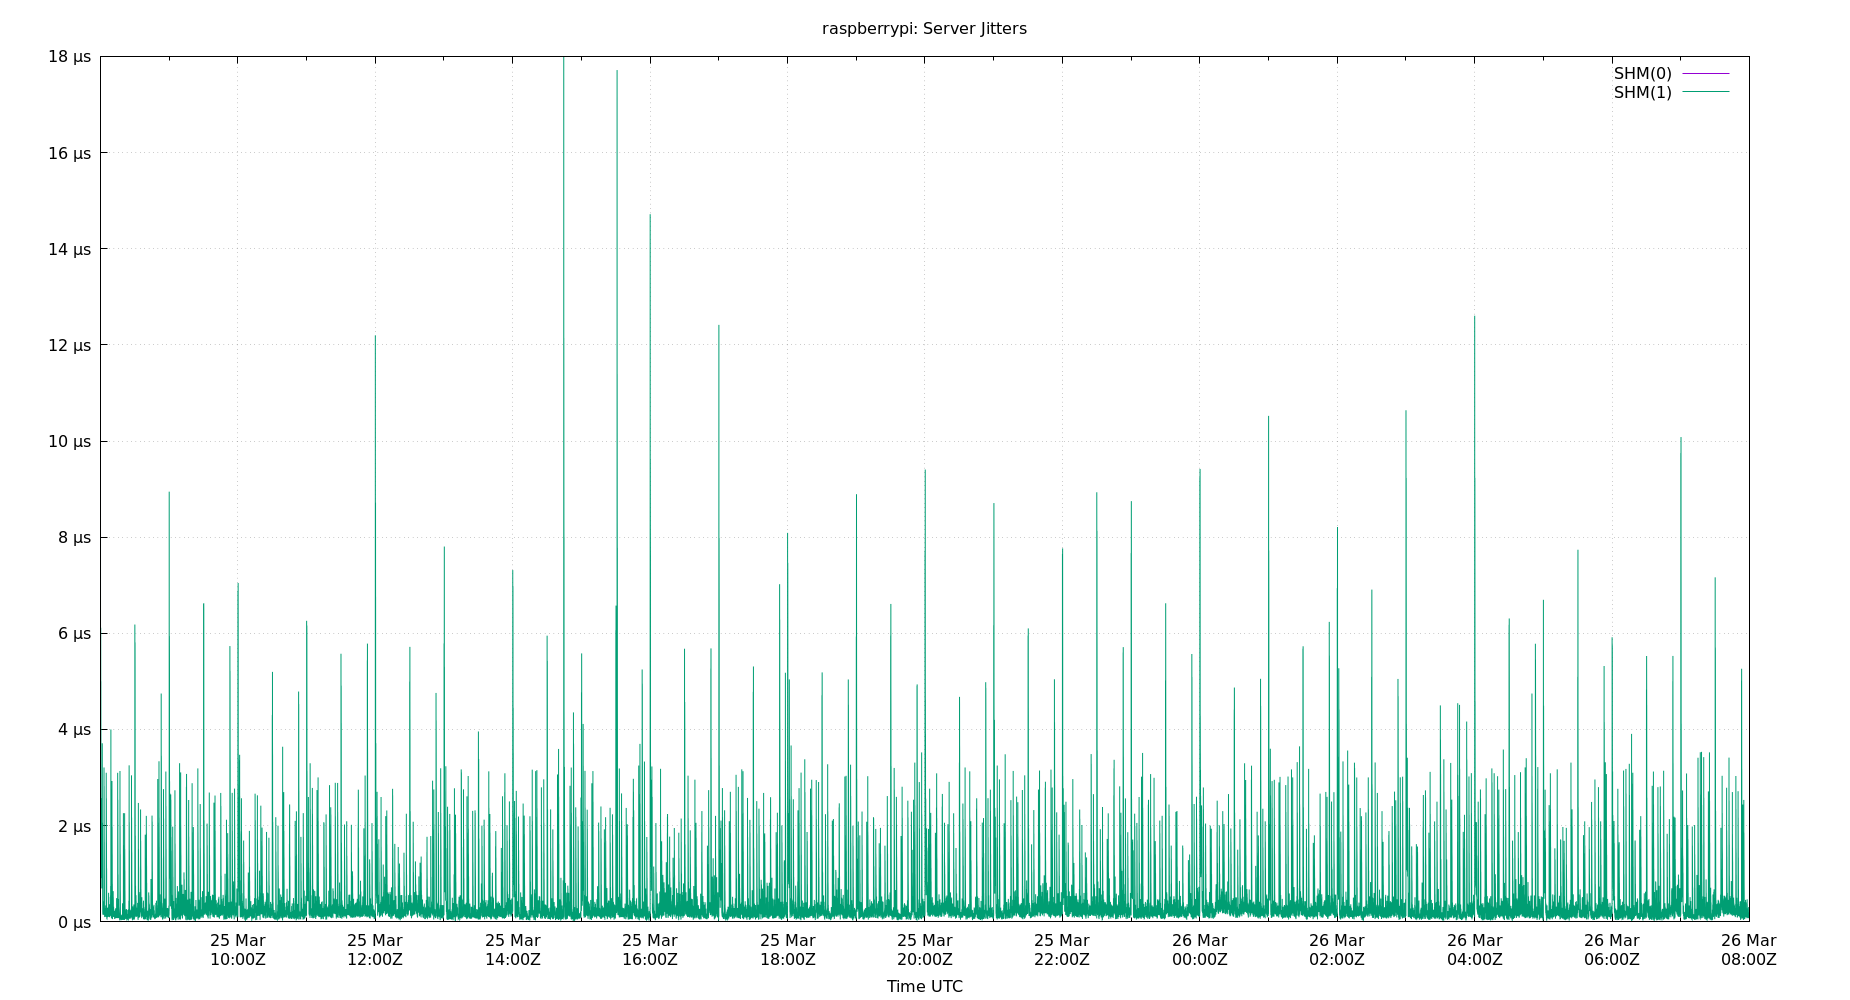 raspberrypi: Server Jitters
SHM(0)
SHM(1)
18 µs
16 µs
14 µs
12 µs
10 µs
8 µs
6 µs
4 µs
2 µs
0 µs
25 Mar 10:00Z
25 Mar 12:00Z
25 Mar 14:00Z
25 Mar 16:00Z
25 Mar 18:00Z
25 Mar 20:00Z
25 Mar 22:00Z
26 Mar 00:00Z
26 Mar 02:00Z
26 Mar 04:00Z
26 Mar 06:00Z
26 Mar 08:00Z
Time UTC